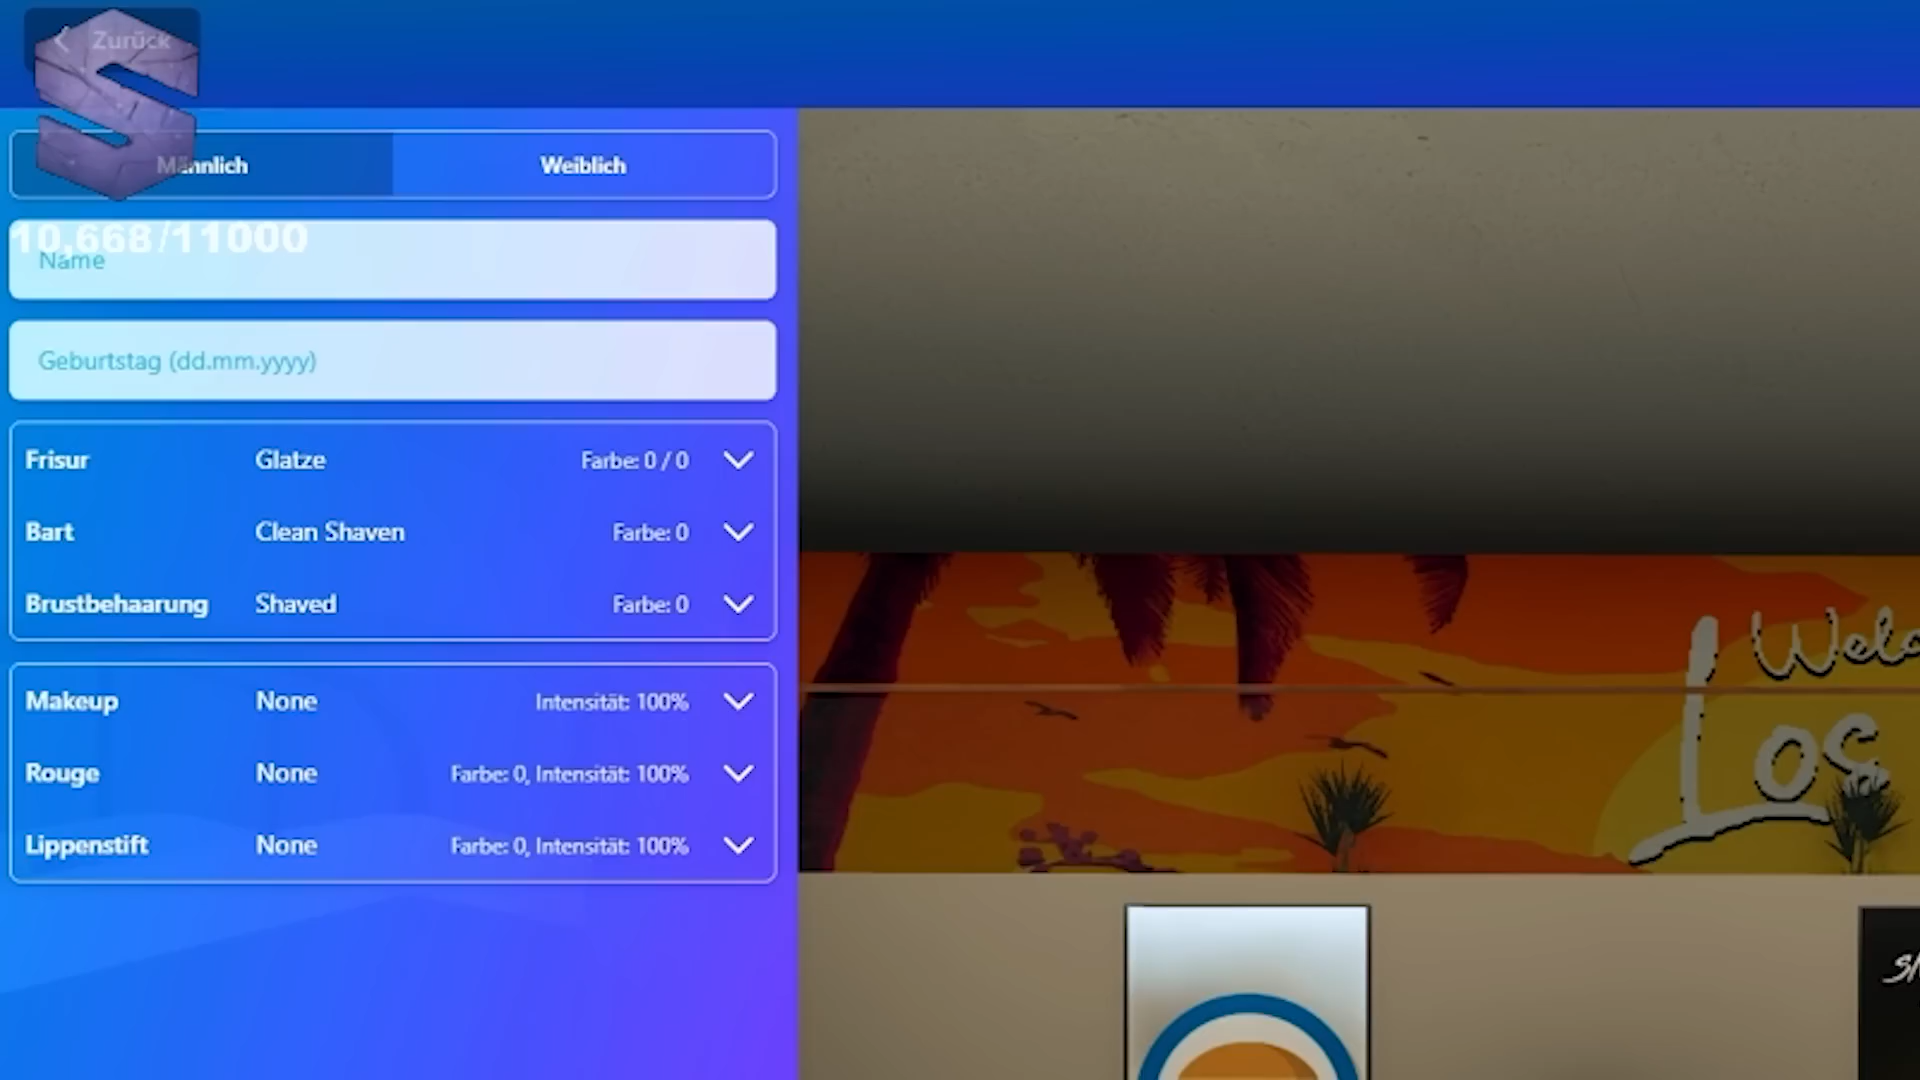 Zurück
Männlich
Weiblich
10,668/11000
Name
Geburtstag (dd.mm.yyyy)
Frisur Glatze Farbe: 0 / 0
Bart Clean Shaven Farbe: 0
Brustbehaarung Shaved Farbe: 0
Makeup None Intensität: 100%
Rouge None Farbe: 0, Intensität: 100%
Lippenstift None Farbe: 0, Intensität: 100%
Los